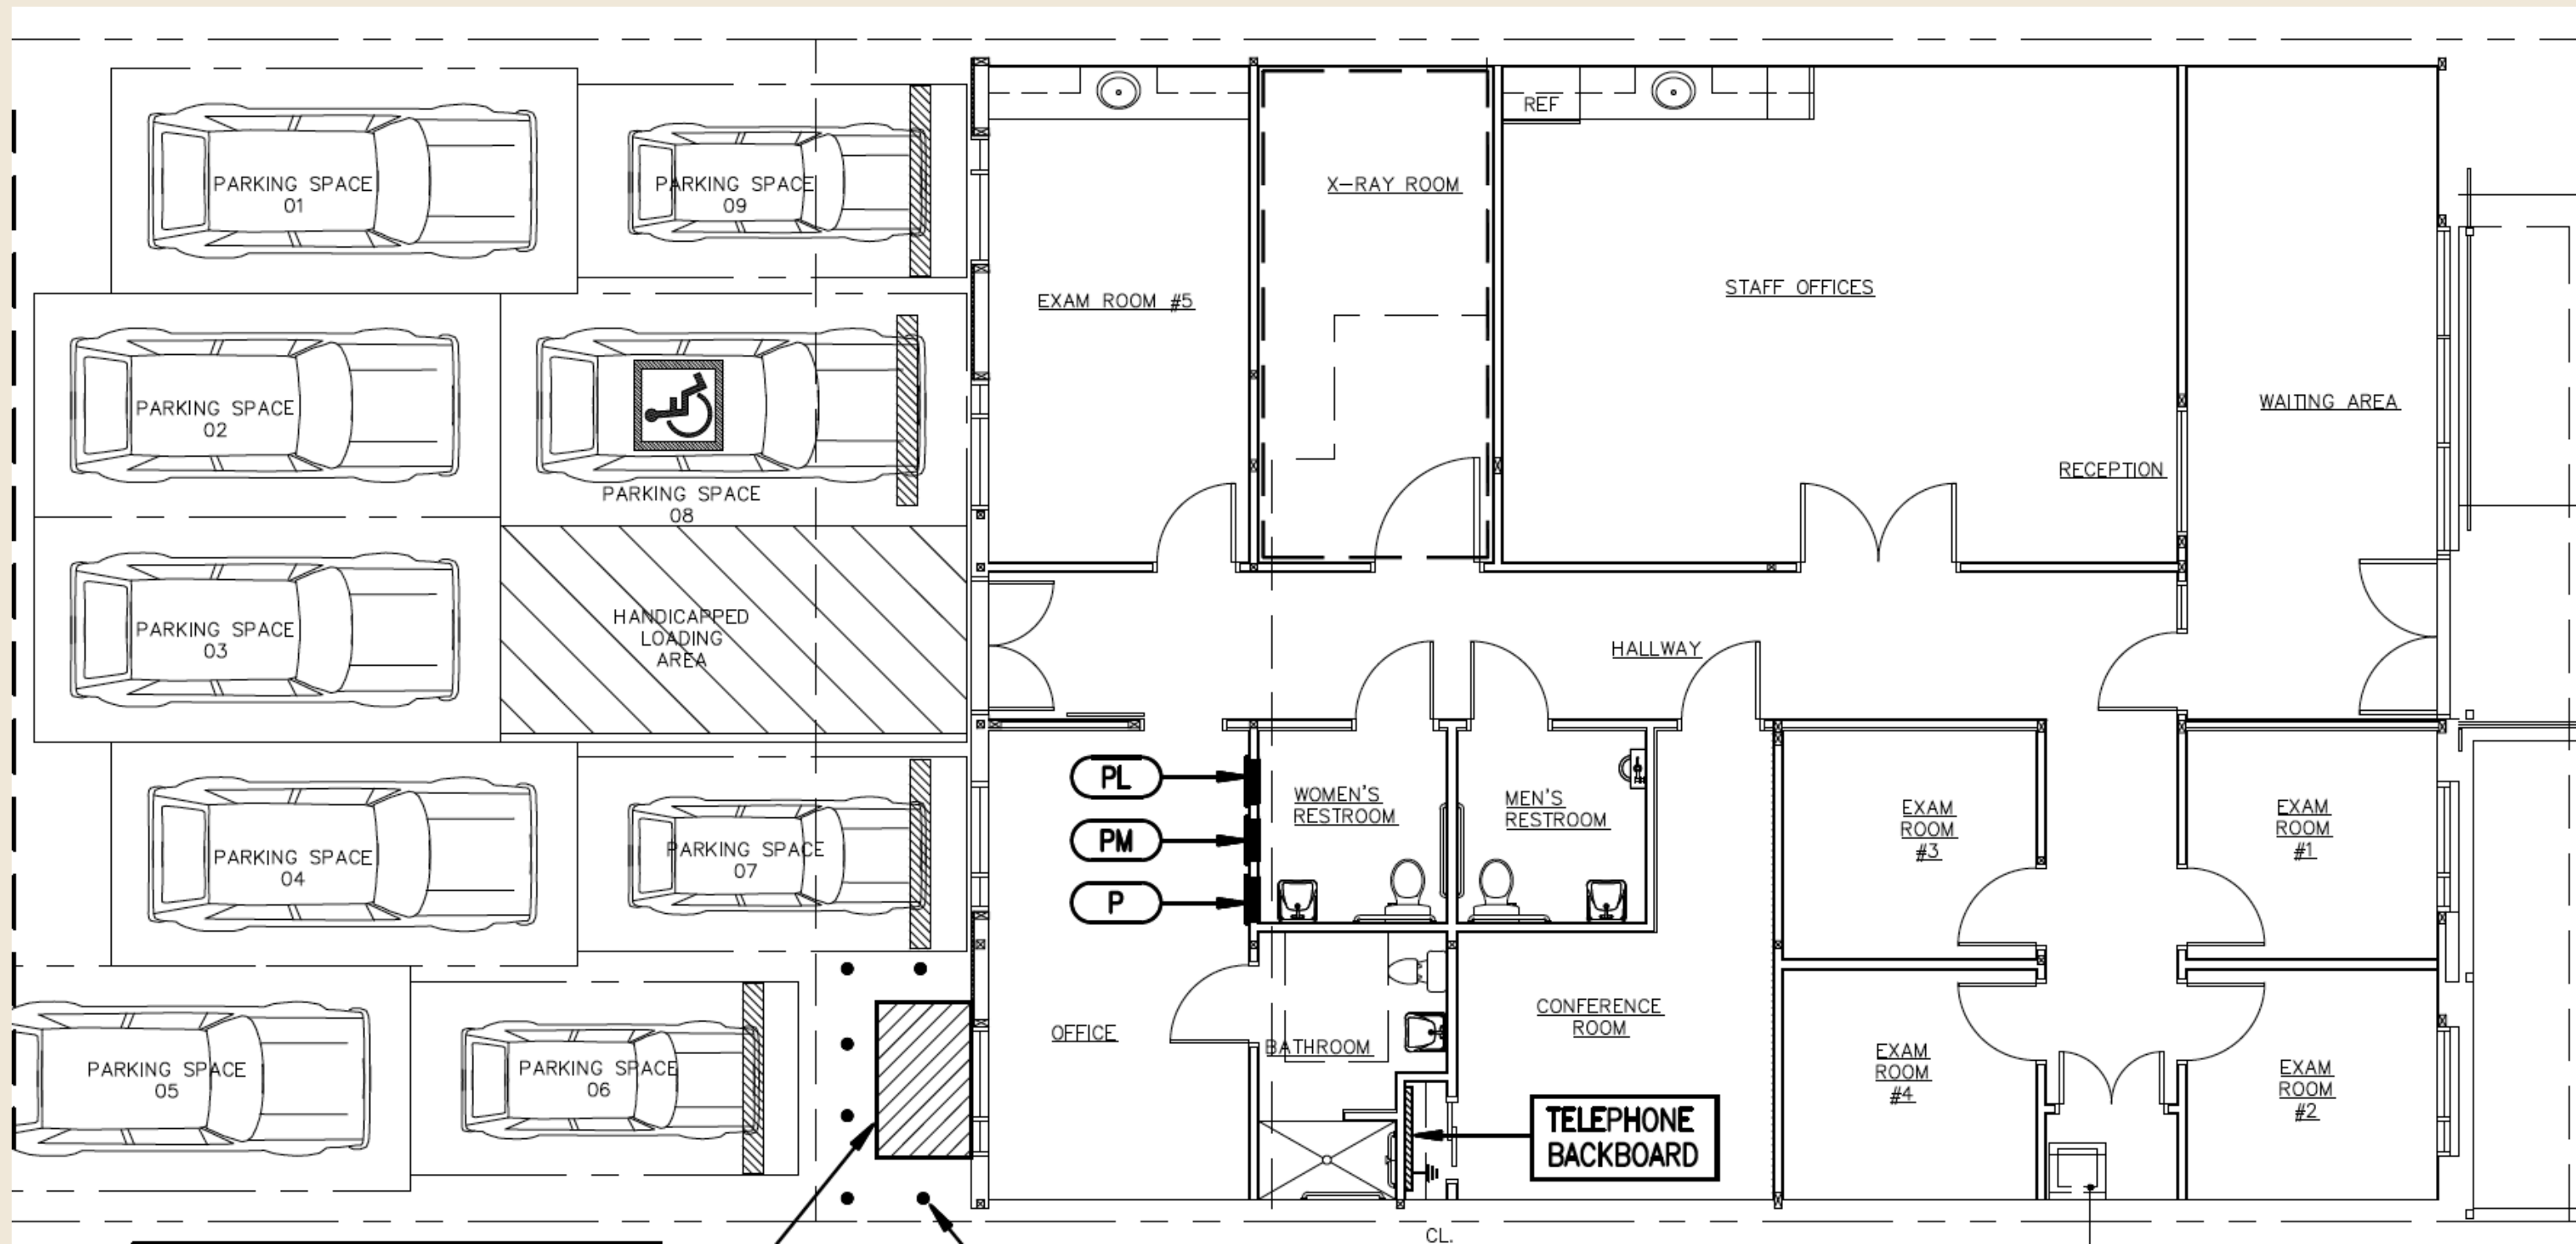 PARKING SPACE
01
PARKING SPACE
09
REF
X-RAY ROOM
EXAM ROOM #5
STAFF OFFICES
PARKING SPACE
02
WAITING AREA
RECEPTION
PARKING SPACE
08
PARKING SPACE
03
HANDICAPPED
LOADING
AREA
HALLWAY
PL
PM
P
WOMEN'S
RESTROOM
MEN'S
RESTROOM
EXAM
ROOM
#3
EXAM
ROOM
#1
PARKING SPACE
04
PARKING SPACE
07
OFFICE
BATHROOM
CONFERENCE
ROOM
PARKING SPACE
05
PARKING SPACE
06
EXAM
ROOM
#4
EXAM
ROOM
#2
TELEPHONE
BACKBOARD
CL.